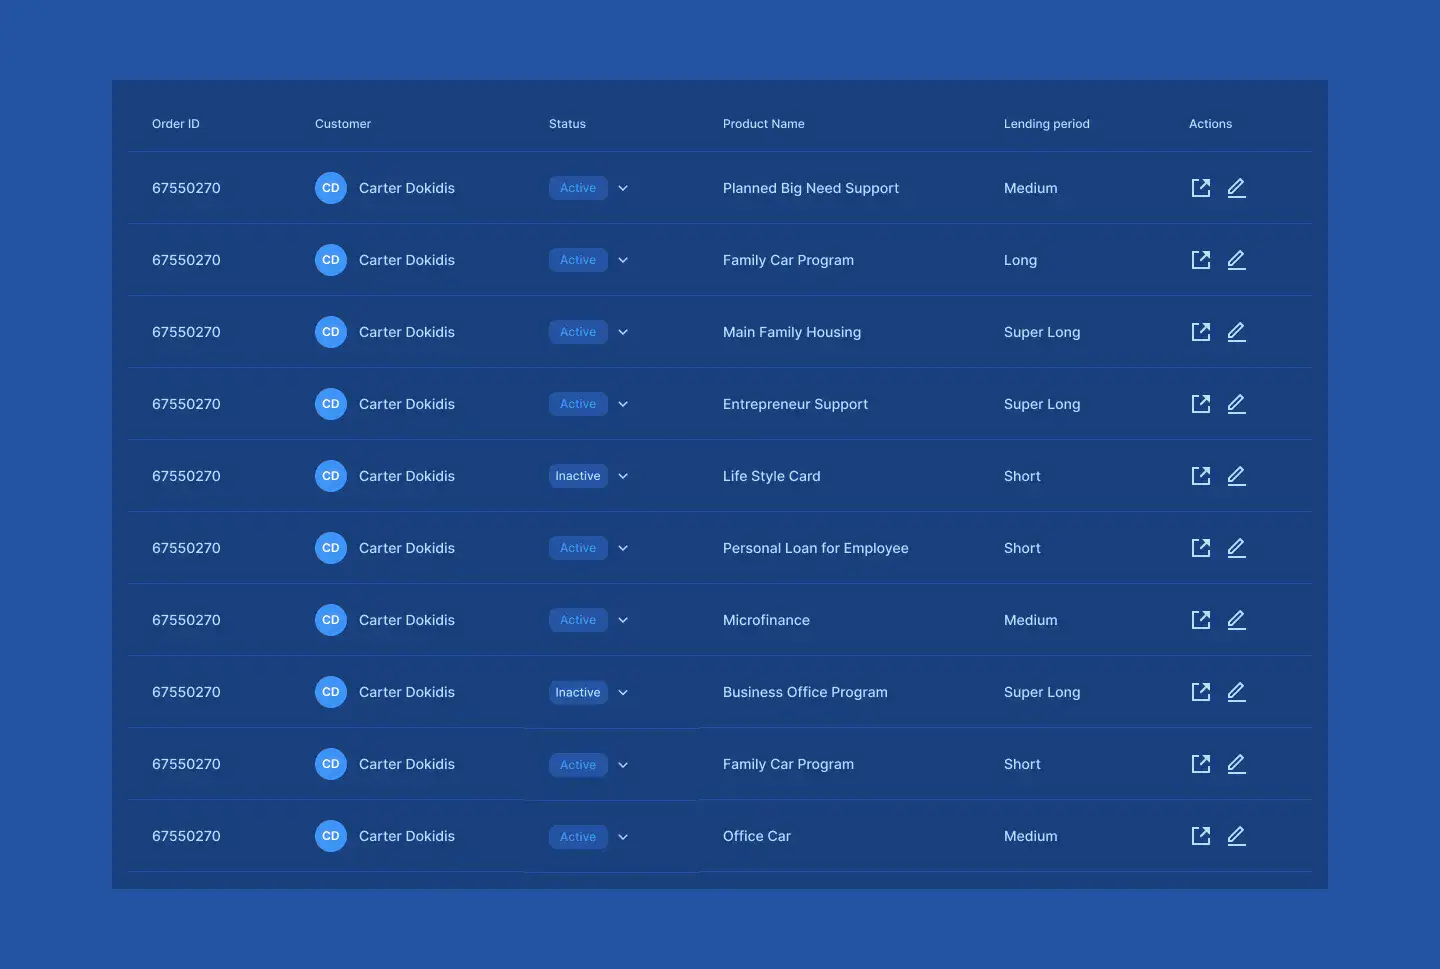 Order ID Customer Status Product Name Lending period Actions
67550270 CD Carter Dokidis Active Planned Big Need Support Medium
67550270 CD Carter Dokidis Active Family Car Program Long
67550270 CD Carter Dokidis Active Main Family Housing Super Long
67550270 CD Carter Dokidis Active Entrepreneur Support Super Long
67550270 CD Carter Dokidis Inactive Life Style Card Short
67550270 CD Carter Dokidis Active Personal Loan for Employee Short
67550270 CD Carter Dokidis Active Microfinance Medium
67550270 CD Carter Dokidis Inactive Business Office Program Super Long
67550270 CD Carter Dokidis Active Family Car Program Short
67550270 CD Carter Dokidis Active Office Car Medium